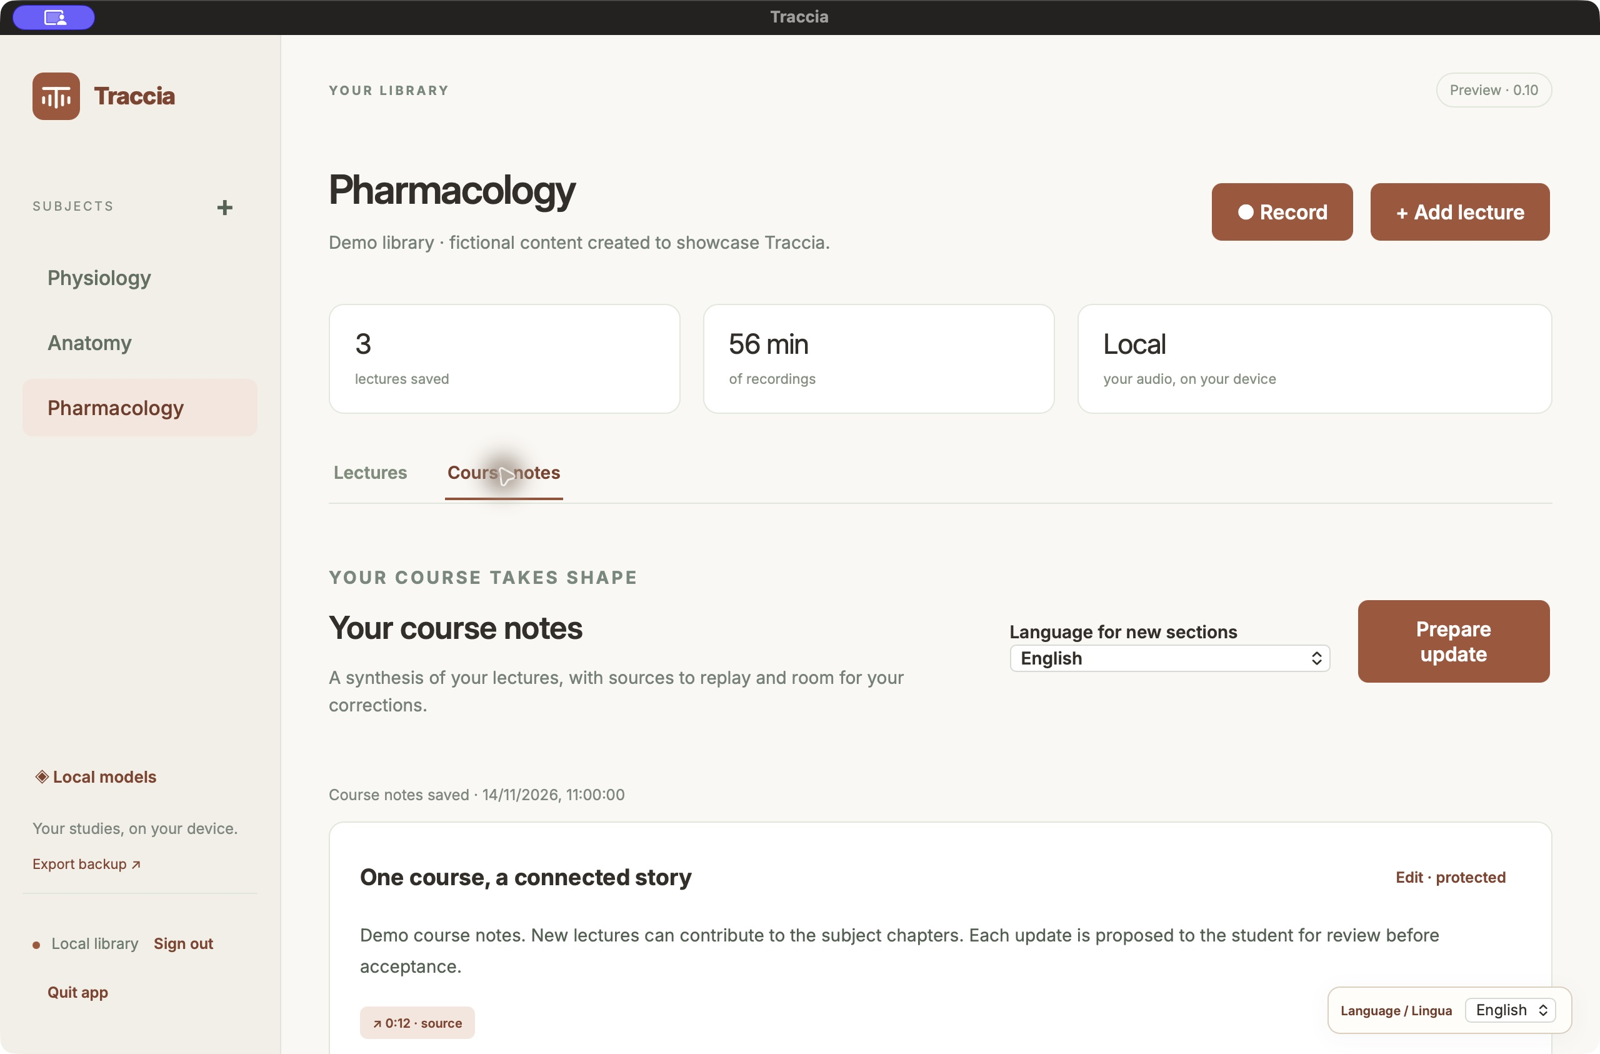 Traccia
Traccia
SUBJECTS +
Physiology
Anatomy
Pharmacology
Local models
Your studies, on your device.
Export backup ↗
Local library Sign out
Quit app
YOUR LIBRARY
Preview · 0.10
Pharmacology
Demo library · fictional content created to showcase Traccia.
Record
+ Add lecture
3
lectures saved
56 min
of recordings
Local
your audio, on your device
Lectures
Course notes
YOUR COURSE TAKES SHAPE
Your course notes
A synthesis of your lectures, with sources to replay and room for your
corrections.
Language for new sections
English
Prepare
update
Course notes saved · 14/11/2026, 11:00:00
One course, a connected story
Edit · protected
Demo course notes. New lectures can contribute to the subject chapters. Each update is proposed to the student for review before
acceptance.
↗ 0:12 · source
Language / Lingua English